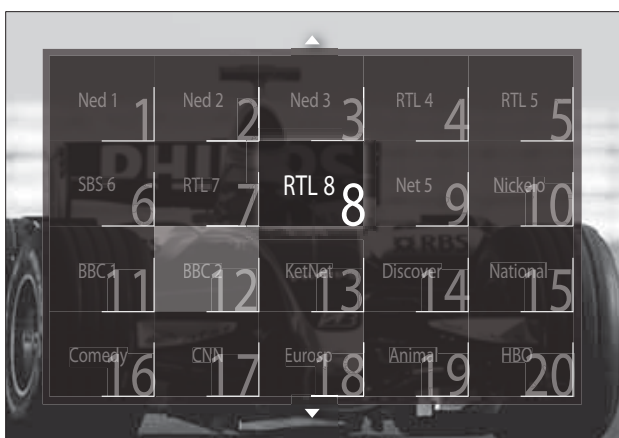 Ned 1 1 Ned 2 2 Ned 3 3 RTL 4 4 RTL 5 5
SBS 6 6 RTL 7 7 RTL 8 8 Net 5 9 Nickelo 10
BBC 1 11 BBC 2 12 KetNet 13 Discover 14 National 15
Comedy 16 CNN 17 Eurosp 18 Animal 19 HBO 20
PHILIPS
RBS